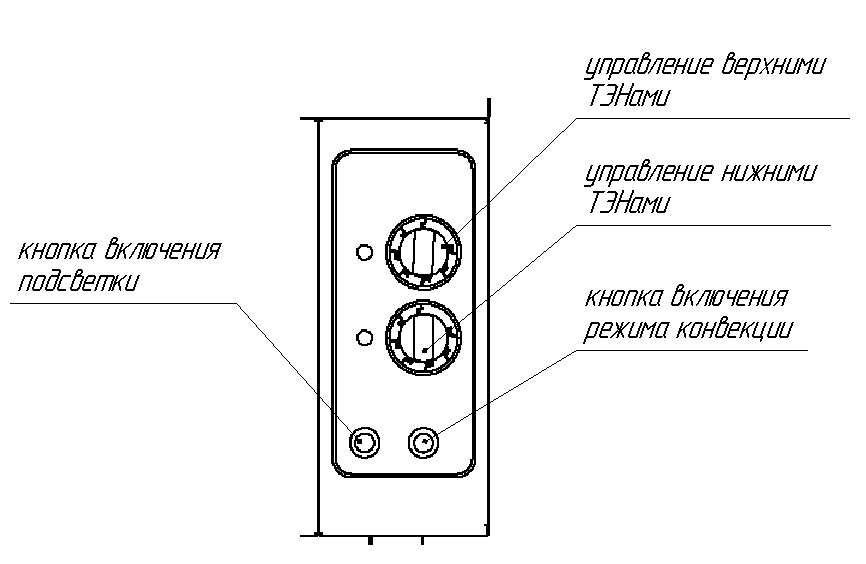 управление верхними
ТЭНами
управление нижними
ТЭНами
кнопка включения
подсветки
кнопка включения
режима конвекции